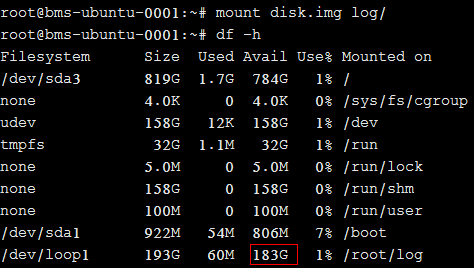 root@bms-ubuntu-0001:~# mount disk.img log/
root@bms-ubuntu-0001:~# df -h
Filesystem Size Used Avail Use% Mounted on
/dev/sda3 819G 1.7G 784G 1% /
none 4.0K 0 4.0K 0% /sys/fs/cgroup
udev 158G 12K 158G 1% /dev
tmpfs 32G 1.1M 32G 1% /run
none 5.0M 0 5.0M 0% /run/lock
none 158G 0 158G 0% /run/shm
none 100M 0 100M 0% /run/user
/dev/sda1 922M 54M 806M 7% /boot
/dev/loop1 193G 60M 183G 1% /root/log